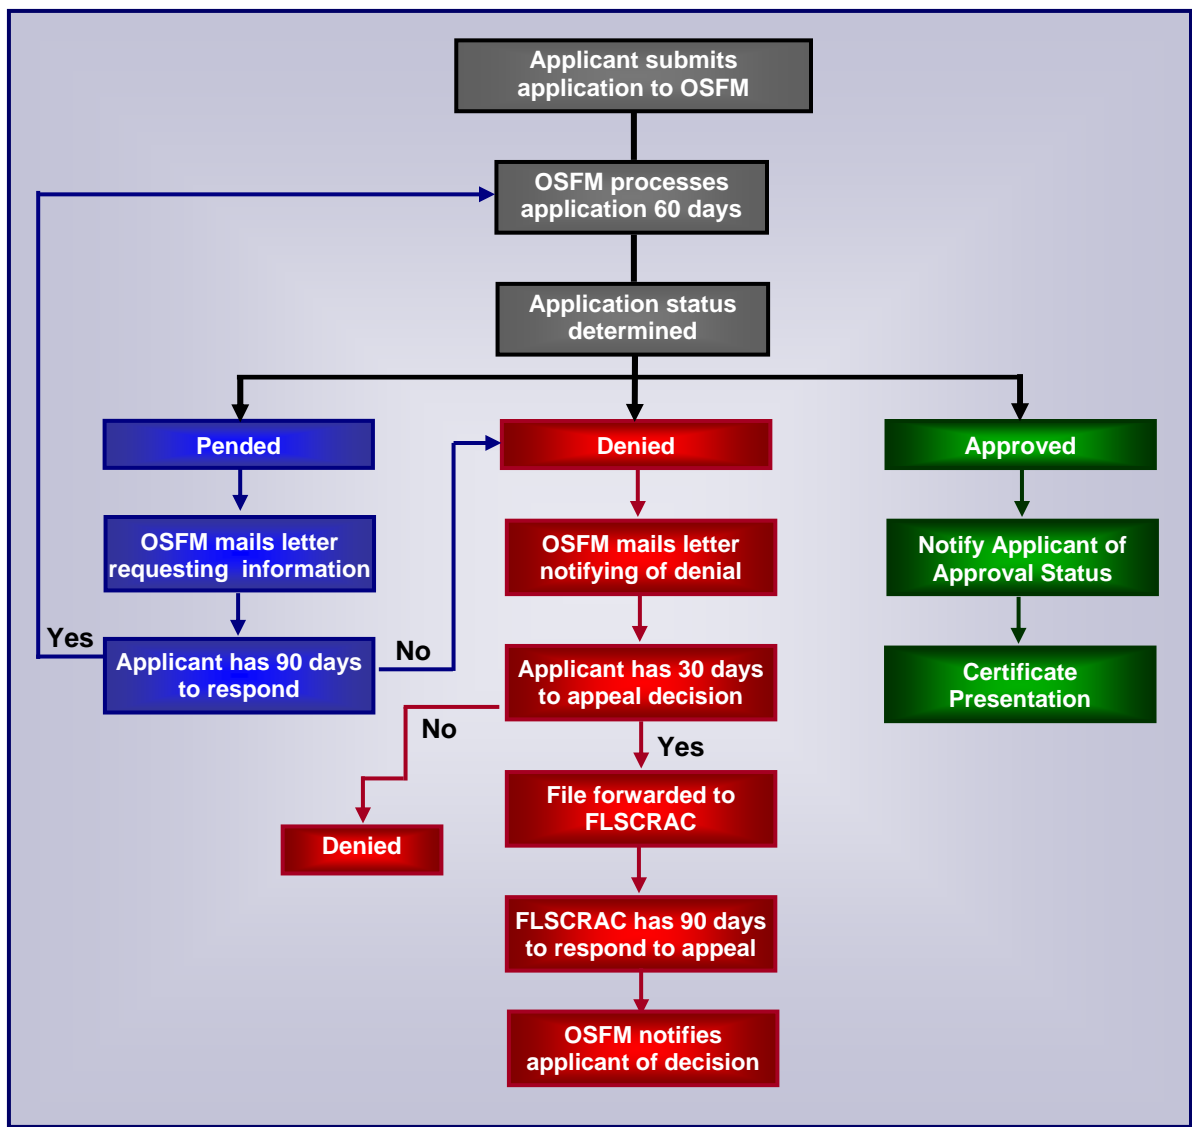 Applicant submits
application to OSFM
OSFM processes
application 60 days
Application status
determined
Pended
Denied
Approved
OSFM mails letter
requesting  information
OSFM mails letter
notifying of denial
Notify Applicant of
Approval Status
Yes
Applicant has 90 days
to respond
No
Applicant has 30 days
to appeal decision
Certificate
Presentation
No
Yes
File forwarded to
FLSCRAC
Denied
FLSCRAC has 90 days
to respond to appeal
OSFM notifies
applicant of decision